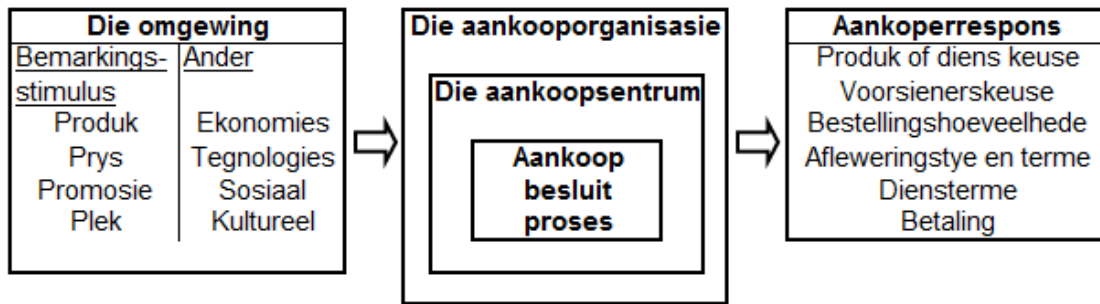 Die omgewing
Bemarkings-
stimulus
Produk
Prys
Promosie
Plek
Ander
Ekonomies
Tegnologies
Sosiaal
Kultureel
Die aankooporganisasie
Die aankoopsentrum
Aankoop
besluit
proses
Aankoperrespons
Produk of diens keuse
Voorsienerskeuse
Bestellingshoeveelhede
Afleweringstye en terme
Diensterme
Betaling